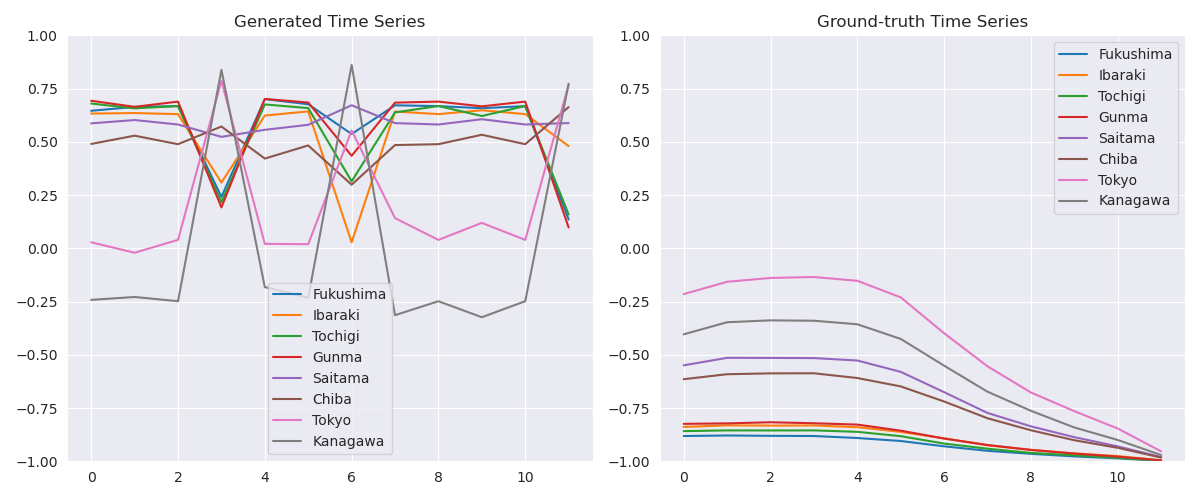 Generated Time Series
1.00
0.75
0.50
0.25
0.00
−0.25
−0.50
−0.75
−1.00
0 2 4 6 8 10
Fukushima
Ibaraki
Tochigi
Gunma
Saitama
Chiba
Tokyo
Kanagawa
Ground-truth Time Series
1.00
0.75
0.50
0.25
0.00
−0.25
−0.50
−0.75
−1.00
0 2 4 6 8 10
Fukushima
Ibaraki
Tochigi
Gunma
Saitama
Chiba
Tokyo
Kanagawa